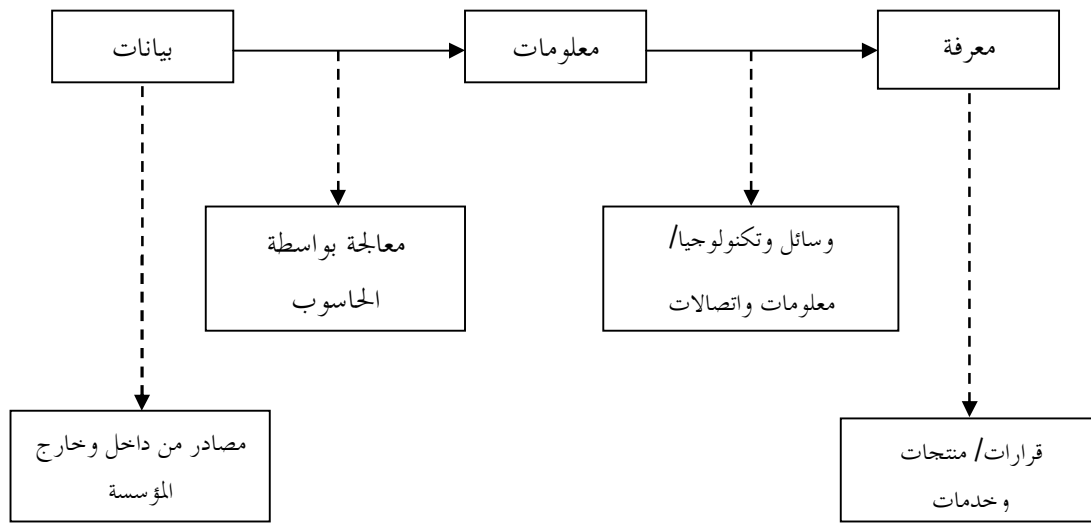 بيانات
معلومات
معرفة
معالجة بواسطة
الحاسوب
وسائل وتكنولوجيا/
معلومات واتصالات
مصادر من داخل وخارج
المؤسسة
قرارات/ منتجات
وخدمات